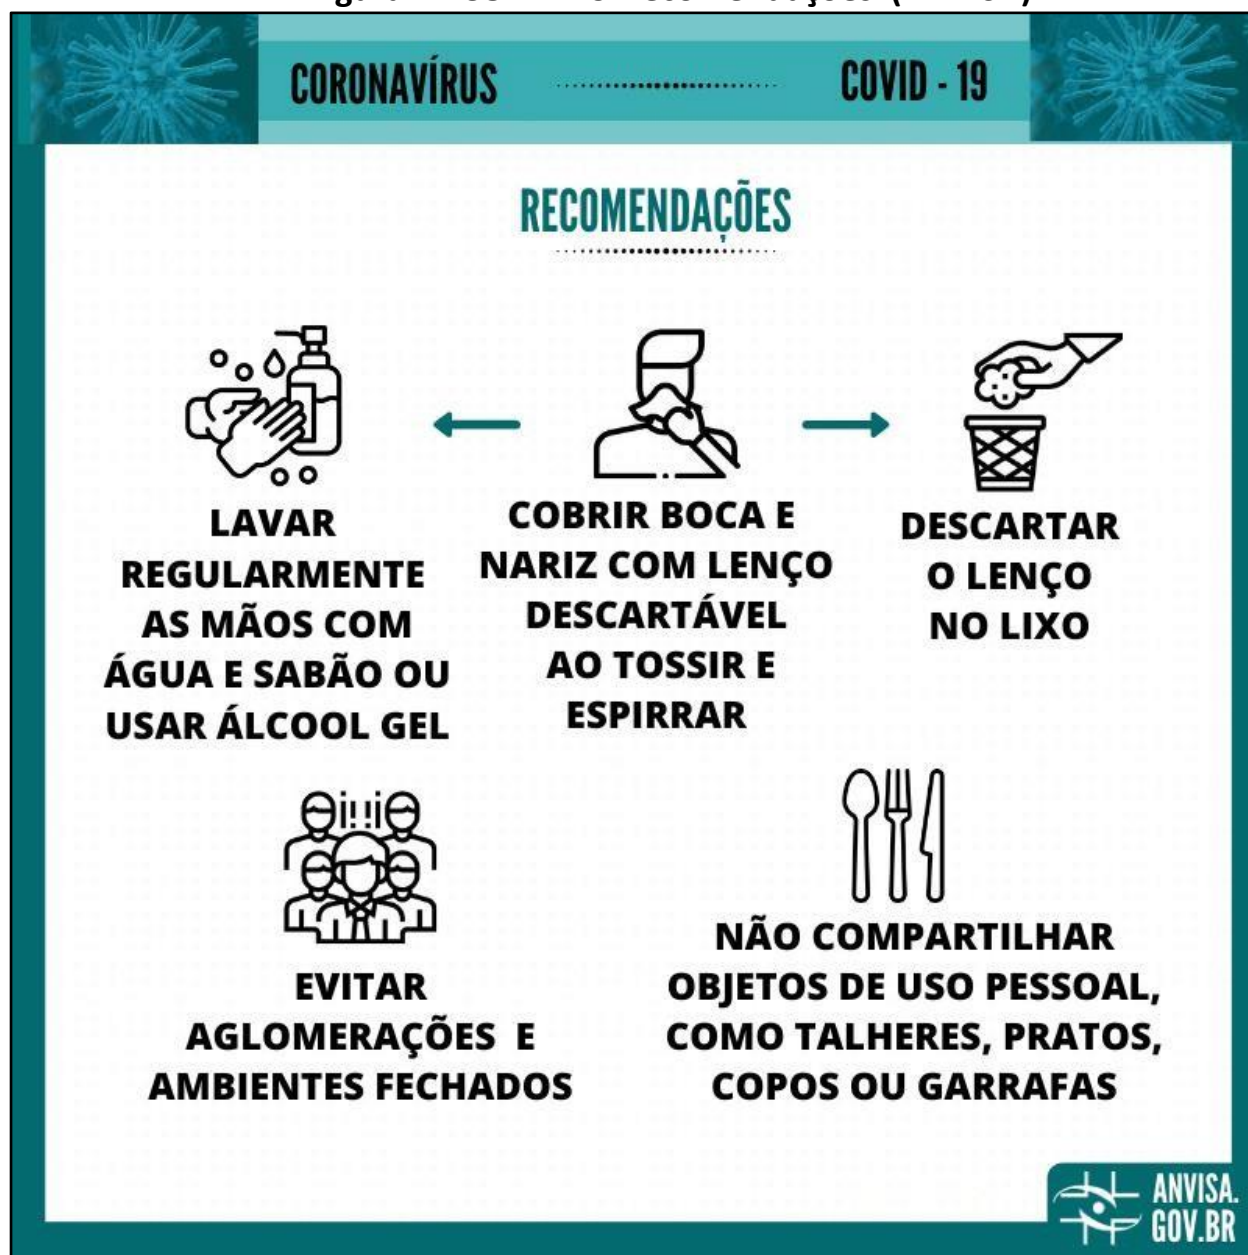 CORONAVÍRUS
COVID - 19
RECOMENDAÇÕES
LAVAR
REGULARMENTE
AS MÃOS COM
ÁGUA E SABÃO OU
USAR ÁLCOOL GEL
COBRIR BOCA E
NARIZ COM LENÇO
DESCARTÁVEL
AO TOSSIR E
ESPIRRAR
DESCARTAR
O LENÇO
NO LIXO
EVITAR
AGLOMERAÇÕES E
AMBIENTES FECHADOS
NÃO COMPARTILHAR
OBJETOS DE USO PESSOAL,
COMO TALHERES, PRATOS,
COPOS OU GARRAFAS
ANVISA.
GOV.BR